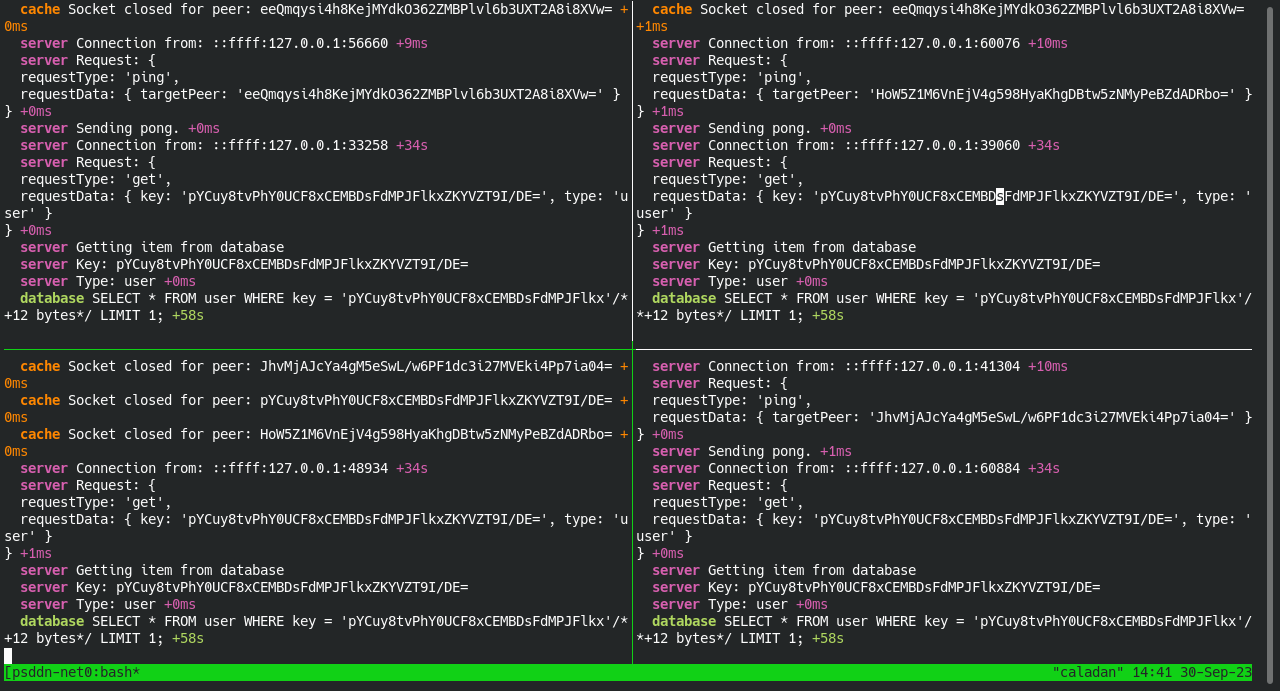 cache Socket closed for peer: eeQmqysi4h8KejMYdkO362ZMBPlvl6b3UXT2A8i8XVw= +
0ms
server Connection from: ::ffff:127.0.0.1:56660 +9ms
server Request: {
requestType: 'ping',
requestData: { targetPeer: 'eeQmqysi4h8KejMYdkO362ZMBPlvl6b3UXT2A8i8XVw=' }
} +0ms
server Sending pong. +0ms
server Connection from: ::ffff:127.0.0.1:33258 +34s
server Request: {
requestType: 'get',
requestData: { key: 'pYCuy8tvPhY0UCF8xCEMBDsFdMPJFlkxZKYVZT9I/DE=', type: 'u
ser' }
} +0ms
server Getting item from database
server Key: pYCuy8tvPhY0UCF8xCEMBDsFdMPJFlkxZKYVZT9I/DE=
server Type: user +0ms
database SELECT * FROM user WHERE key = 'pYCuy8tvPhY0UCF8xCEMBDsFdMPJFlkx'/*
+12 bytes*/ LIMIT 1; +58s
cache Socket closed for peer: eeQmqysi4h8KejMYdkO362ZMBPlvl6b3UXT2A8i8XVw=
+1ms
server Connection from: ::ffff:127.0.0.1:60076 +10ms
server Request: {
requestType: 'ping',
requestData: { targetPeer: 'HoW5Z1M6VnEjV4g598HyaKhgDBtw5zNMyPeBZdADRbo=' }
} +1ms
server Sending pong. +0ms
server Connection from: ::ffff:127.0.0.1:39060 +34s
server Request: {
requestType: 'get',
requestData: { key: 'pYCuy8tvPhY0UCF8xCEMBDsFdMPJFlkxZKYVZT9I/DE=', type: '
user' }
} +1ms
server Getting item from database
server Key: pYCuy8tvPhY0UCF8xCEMBDsFdMPJFlkxZKYVZT9I/DE=
server Type: user +0ms
database SELECT * FROM user WHERE key = 'pYCuy8tvPhY0UCF8xCEMBDsFdMPJFlkx'/
*+12 bytes*/ LIMIT 1; +58s
cache Socket closed for peer: JhvMjAJcYa4gM5eSwL/w6PF1dc3i27MVEki4Pp7ia04= +
0ms
cache Socket closed for peer: pYCuy8tvPhY0UCF8xCEMBDsFdMPJFlkxZKYVZT9I/DE= +
0ms
cache Socket closed for peer: HoW5Z1M6VnEjV4g598HyaKhgDBtw5zNMyPeBZdADRbo= +
0ms
server Connection from: ::ffff:127.0.0.1:48934 +34s
server Request: {
requestType: 'get',
requestData: { key: 'pYCuy8tvPhY0UCF8xCEMBDsFdMPJFlkxZKYVZT9I/DE=', type: 'u
ser' }
} +1ms
server Getting item from database
server Key: pYCuy8tvPhY0UCF8xCEMBDsFdMPJFlkxZKYVZT9I/DE=
server Type: user +0ms
database SELECT * FROM user WHERE key = 'pYCuy8tvPhY0UCF8xCEMBDsFdMPJFlkx'/*
+12 bytes*/ LIMIT 1; +58s
server Connection from: ::ffff:127.0.0.1:41304 +10ms
server Request: {
requestType: 'ping',
requestData: { targetPeer: 'JhvMjAJcYa4gM5eSwL/w6PF1dc3i27MVEki4Pp7ia04=' }
} +0ms
server Sending pong. +1ms
server Connection from: ::ffff:127.0.0.1:60884 +34s
server Request: {
requestType: 'get',
requestData: { key: 'pYCuy8tvPhY0UCF8xCEMBDsFdMPJFlkxZKYVZT9I/DE=', type: '
user' }
} +0ms
server Getting item from database
server Key: pYCuy8tvPhY0UCF8xCEMBDsFdMPJFlkxZKYVZT9I/DE=
server Type: user +0ms
database SELECT * FROM user WHERE key = 'pYCuy8tvPhY0UCF8xCEMBDsFdMPJFlkx'/
*+12 bytes*/ LIMIT 1; +58s
[psddn-net0:bash* "caladan" 14:41 30-Sep-23